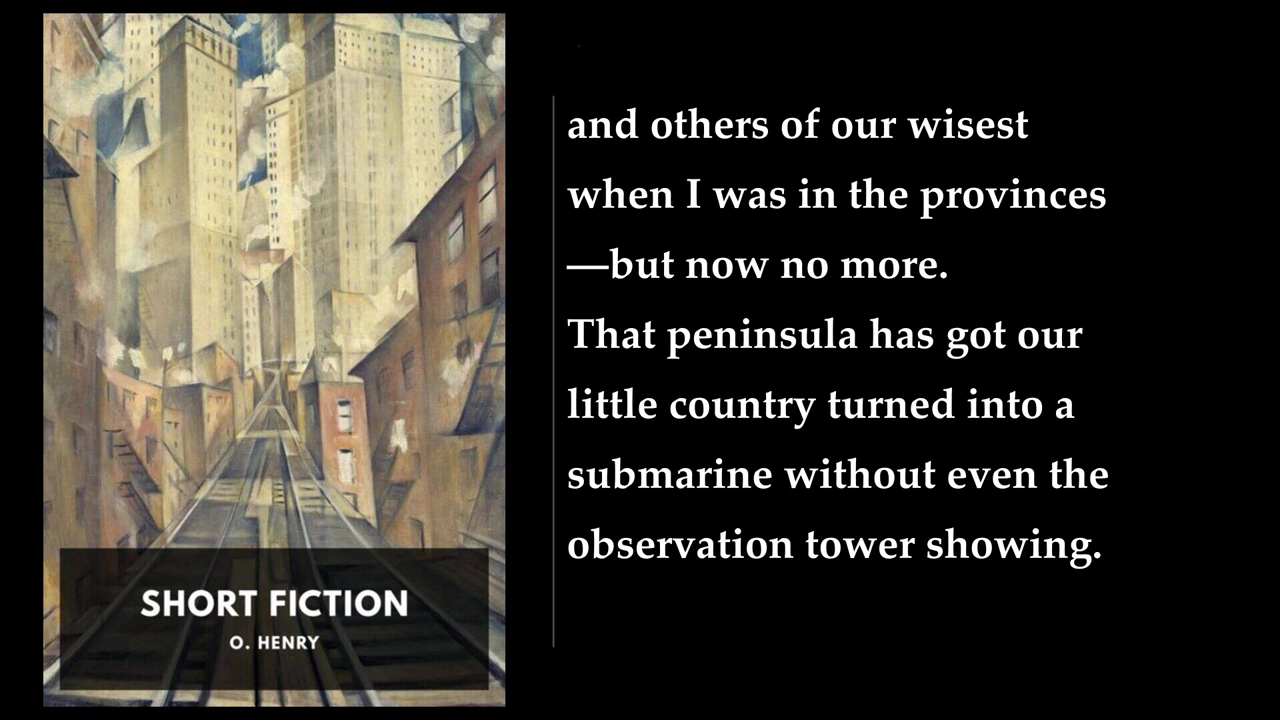 SHORT FICTION
O. HENRY
and others of our wisest
when I was in the provinces
—but now no more.
That peninsula has got our
little country turned into a
submarine without even the
observation tower showing.